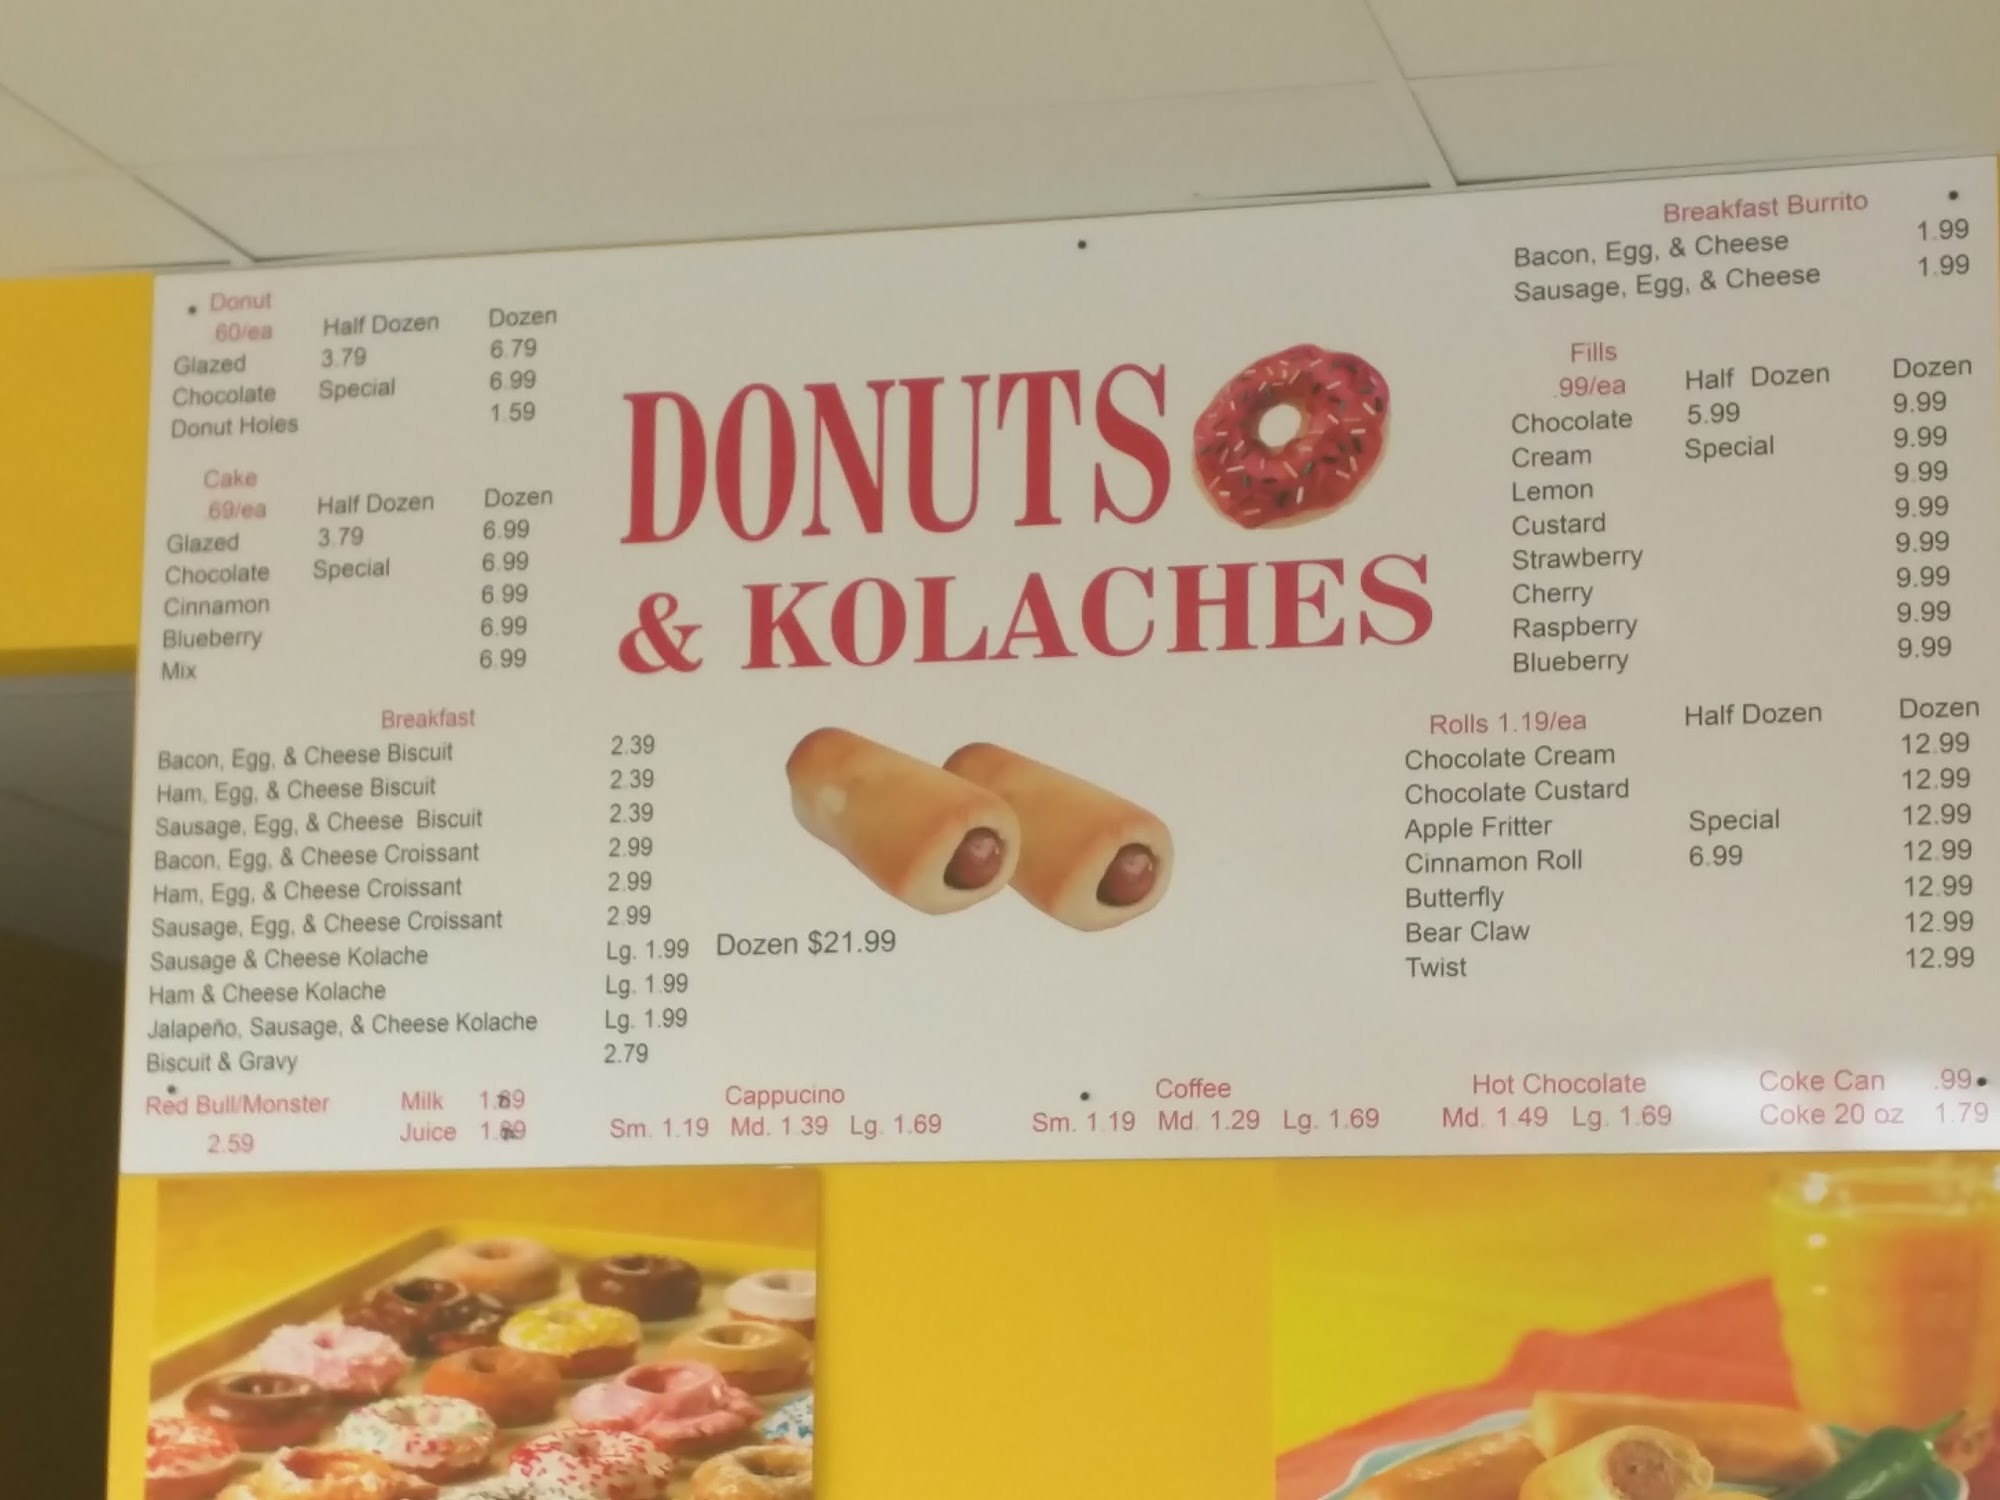 Donut
.60/ea Half Dozen Dozen
Glazed 3.79 6.79
Chocolate Special 6.99
Donut Holes 1.59
Cake
.69/ea Half Dozen Dozen
Glazed 3.79 6.99
Chocolate Special 6.99
Cinnamon 6.99
Blueberry 6.99
Mix 6.99
Breakfast
Bacon, Egg, & Cheese Biscuit 2.39
Ham, Egg, & Cheese Biscuit 2.39
Sausage, Egg, & Cheese Biscuit 2.39
Bacon, Egg, & Cheese Croissant 2.99
Ham, Egg, & Cheese Croissant 2.99
Sausage, Egg, & Cheese Croissant 2.99
Sausage & Cheese Kolache Lg. 1.99 Dozen $21.99
Ham & Cheese Kolache Lg. 1.99
Jalapeño, Sausage, & Cheese Kolache Lg. 1.99
Biscuit & Gravy 2.79
DONUTS
& KOLACHES
Breakfast Burrito
Bacon, Egg, & Cheese 1.99
Sausage, Egg, & Cheese 1.99
Fills
.99/ea Half Dozen Dozen
Chocolate 5.99 9.99
Cream Special 9.99
Lemon 9.99
Custard 9.99
Strawberry 9.99
Cherry 9.99
Raspberry 9.99
Blueberry 9.99
Rolls 1.19/ea Half Dozen Dozen
Chocolate Cream 12.99
Chocolate Custard 12.99
Apple Fritter Special 12.99
Cinnamon Roll 6.99 12.99
Butterfly 12.99
Bear Claw 12.99
Twist 12.99
Red Bull/Monster
2.59
Milk
Juice
Cappucino
Sm. 1.19 Md. 1.39 Lg. 1.69
Coffee
Sm. 1.19 Md. 1.29 Lg. 1.69
Hot Chocolate
Md. 1.49 Lg. 1.69
Coke Can .99
Coke 20 oz 1.79